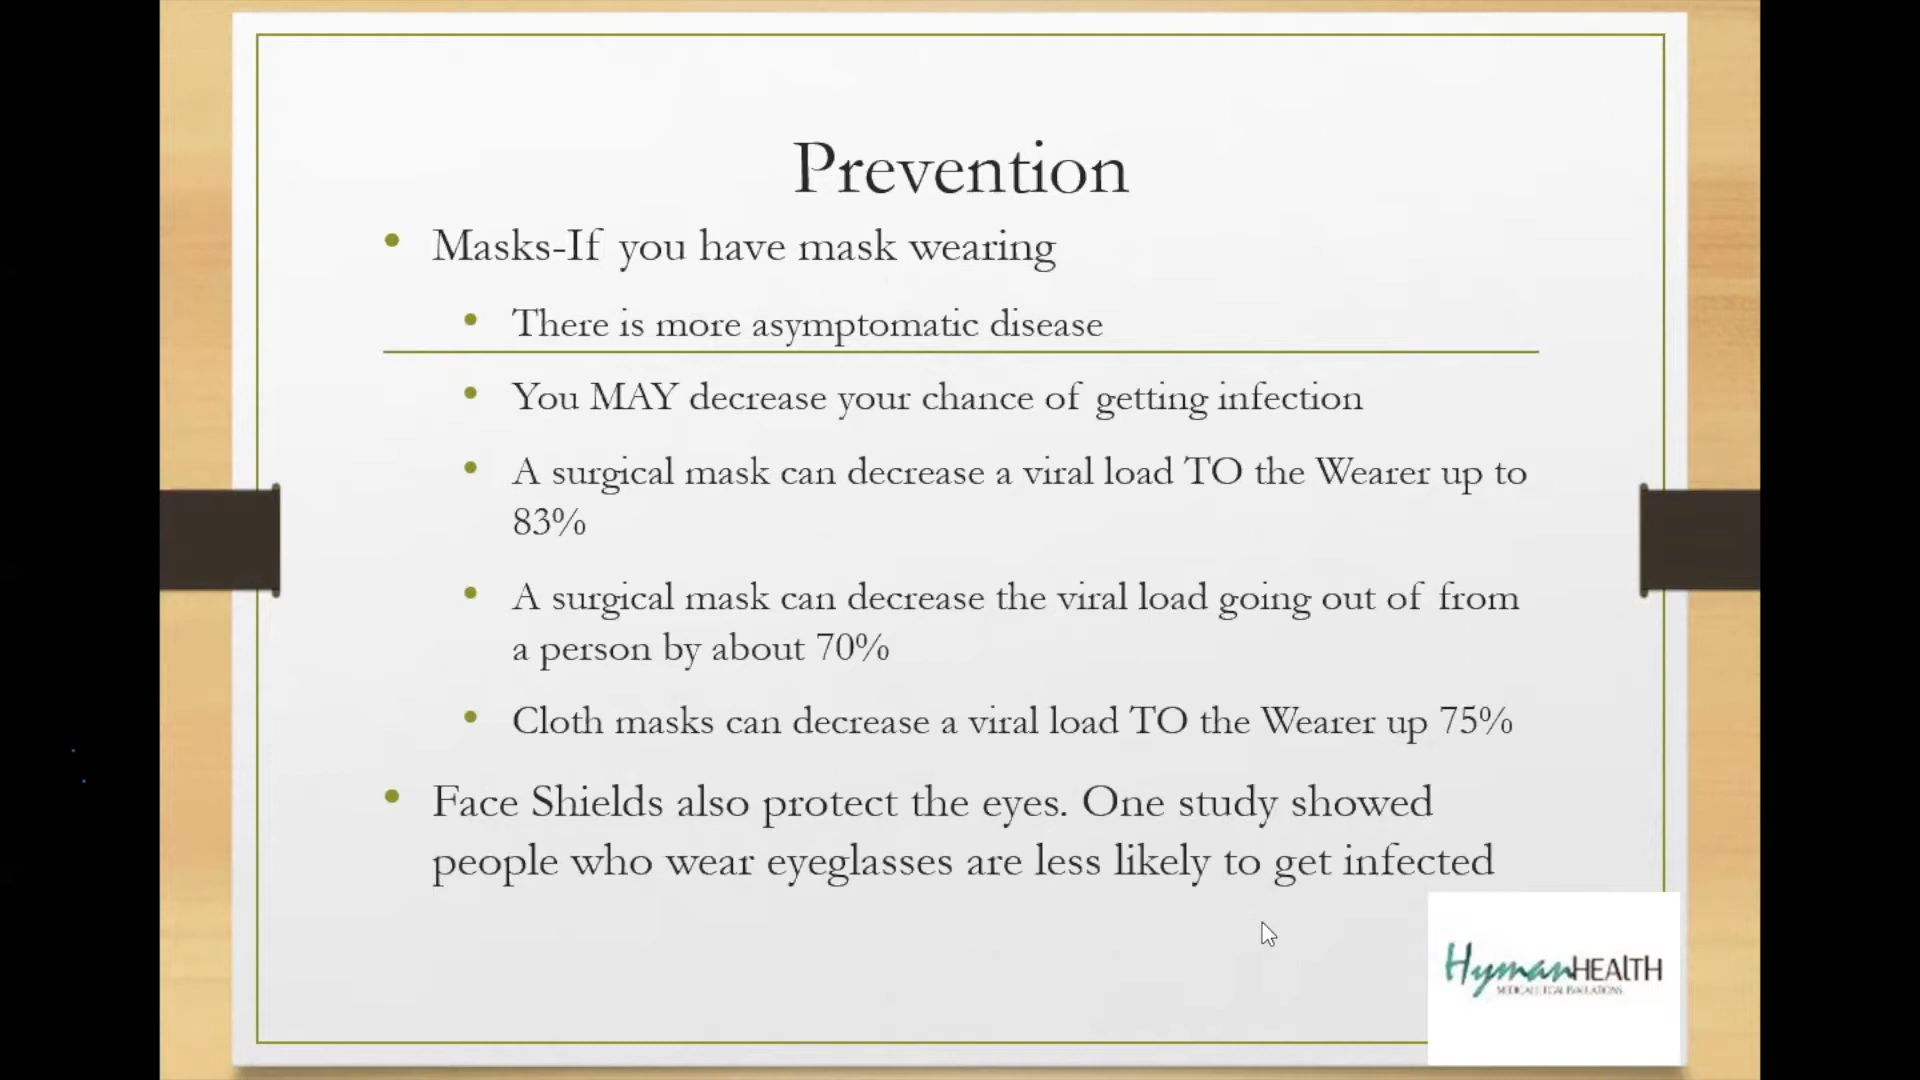 Prevention
• Masks-If you have mask wearing
• There is more asymptomatic disease
• You MAY decrease your chance of getting infection
• A surgical mask can decrease a viral load TO the Wearer up to
83%
• A surgical mask can decrease the viral load going out of from
a person by about 70%
• Cloth masks can decrease a viral load TO the Wearer up 75%
• Face Shields also protect the eyes. One study showed
people who wear eyeglasses are less likely to get infected
HymanHEALTH
MEDICAL LEGAL EVALUATIONS